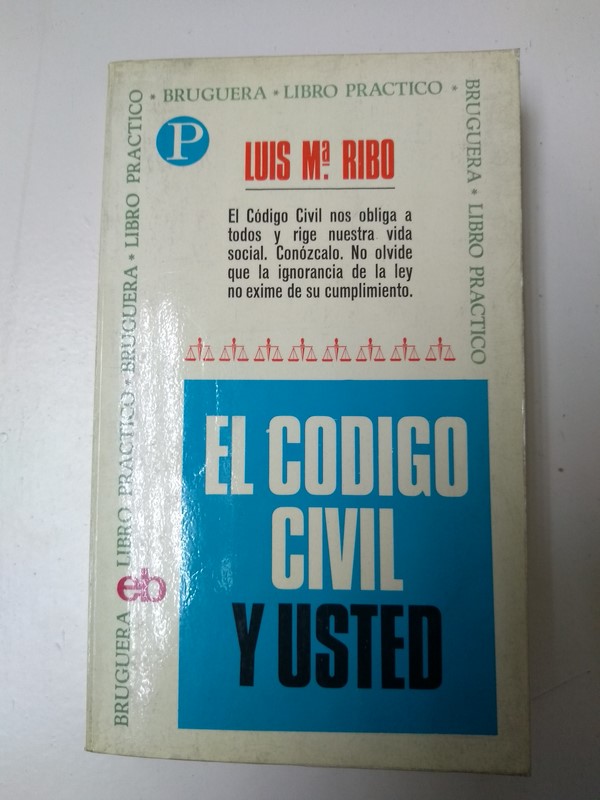 • BRUGUERA • LIBRO PRACTICO •
BRUGUERA • LIBRO PRACTICO
BRUGUERA LIBRO PRACTICO • BRUGUERA • LIBRO PRACTICO
P
LUIS Mª. RIBO
El Código Civil nos obliga a
todos y rige nuestra vida
social. Conózcalo. No olvide
que la ignorancia de la ley
no exime de su cumplimiento.
EL CODIGO
CIVIL
Y USTED
eb